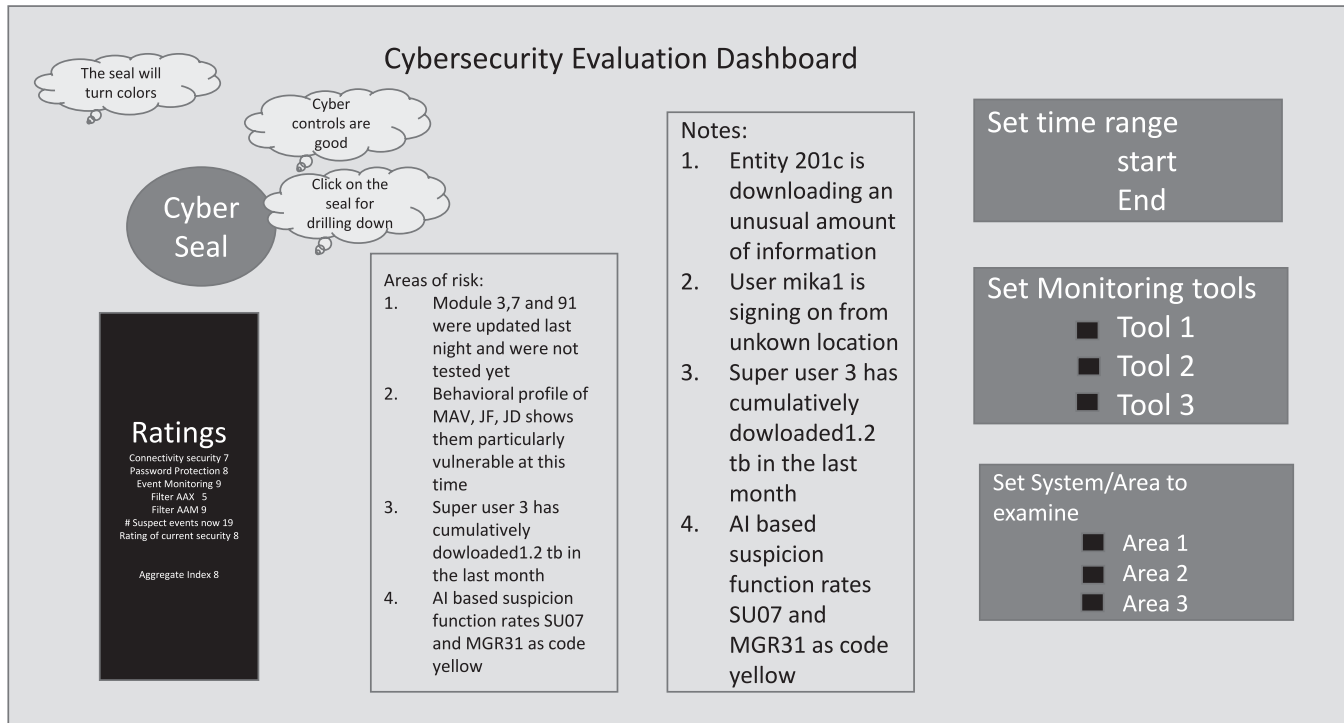 Cybersecurity Evaluation Dashboard
The seal will
turn colors
Cyber
controls are
good
Click on the
seal for
drilling down
Cyber
Seal
Ratings
Connectivity security 7
Password Protection 8
Event Monitoring 9
Filter AAX 5
Filter AAM 9
# Suspect events now 19
Rating of current security 8
Aggregate Index 8
Areas of risk:
1. Module 3,7 and 91
were updated last
night and were not
tested yet
2. Behavioral profile of
MAV, JF, JD shows
them particularly
vulnerable at this
time
3. Super user 3 has
cumulatively
dowloaded1.2 tb in
the last month
4. AI based suspicion
function rates SU07
and MGR31 as code
yellow
Notes:
1. Entity 201c is
downloading an
unusual amount
of information
2. User mika1 is
signing on from
unkown location
3. Super user 3 has
cumulatively
dowloaded1.2
tb in the last
month
4. AI based
suspicion
function rates
SU07 and
MGR31 as code
yellow
Set time range
start
End
Set Monitoring tools
Tool 1
Tool 2
Tool 3
Set System/Area to
examine
Area 1
Area 2
Area 3